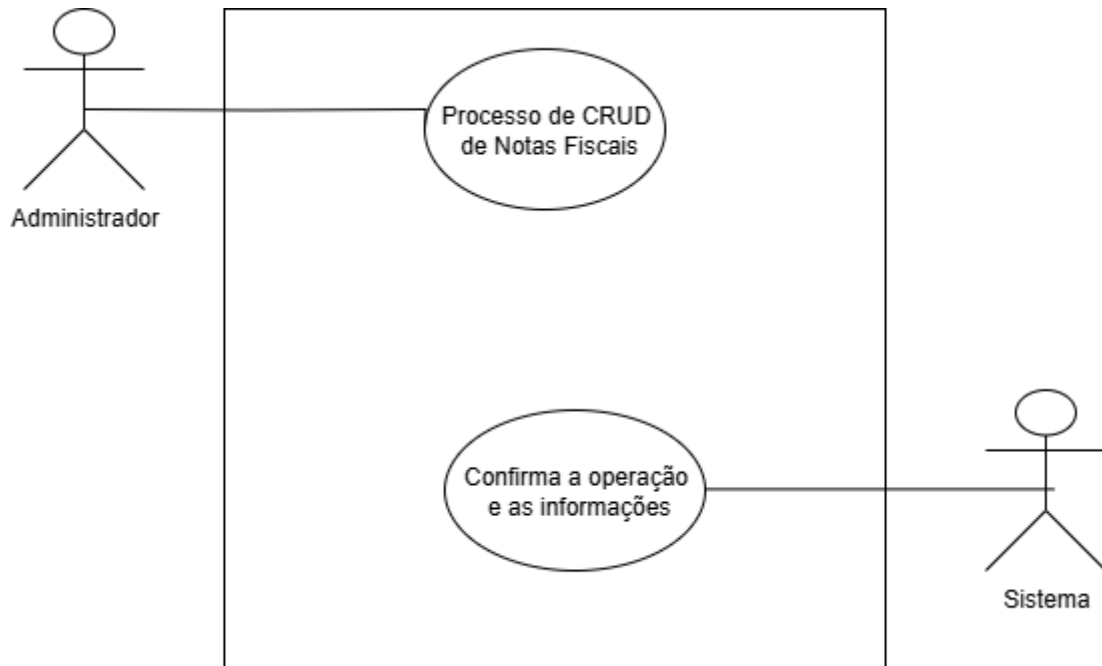 Processo de CRUD
de Notas Fiscais
Administrador
Confirma a operação
e as informações
Sistema